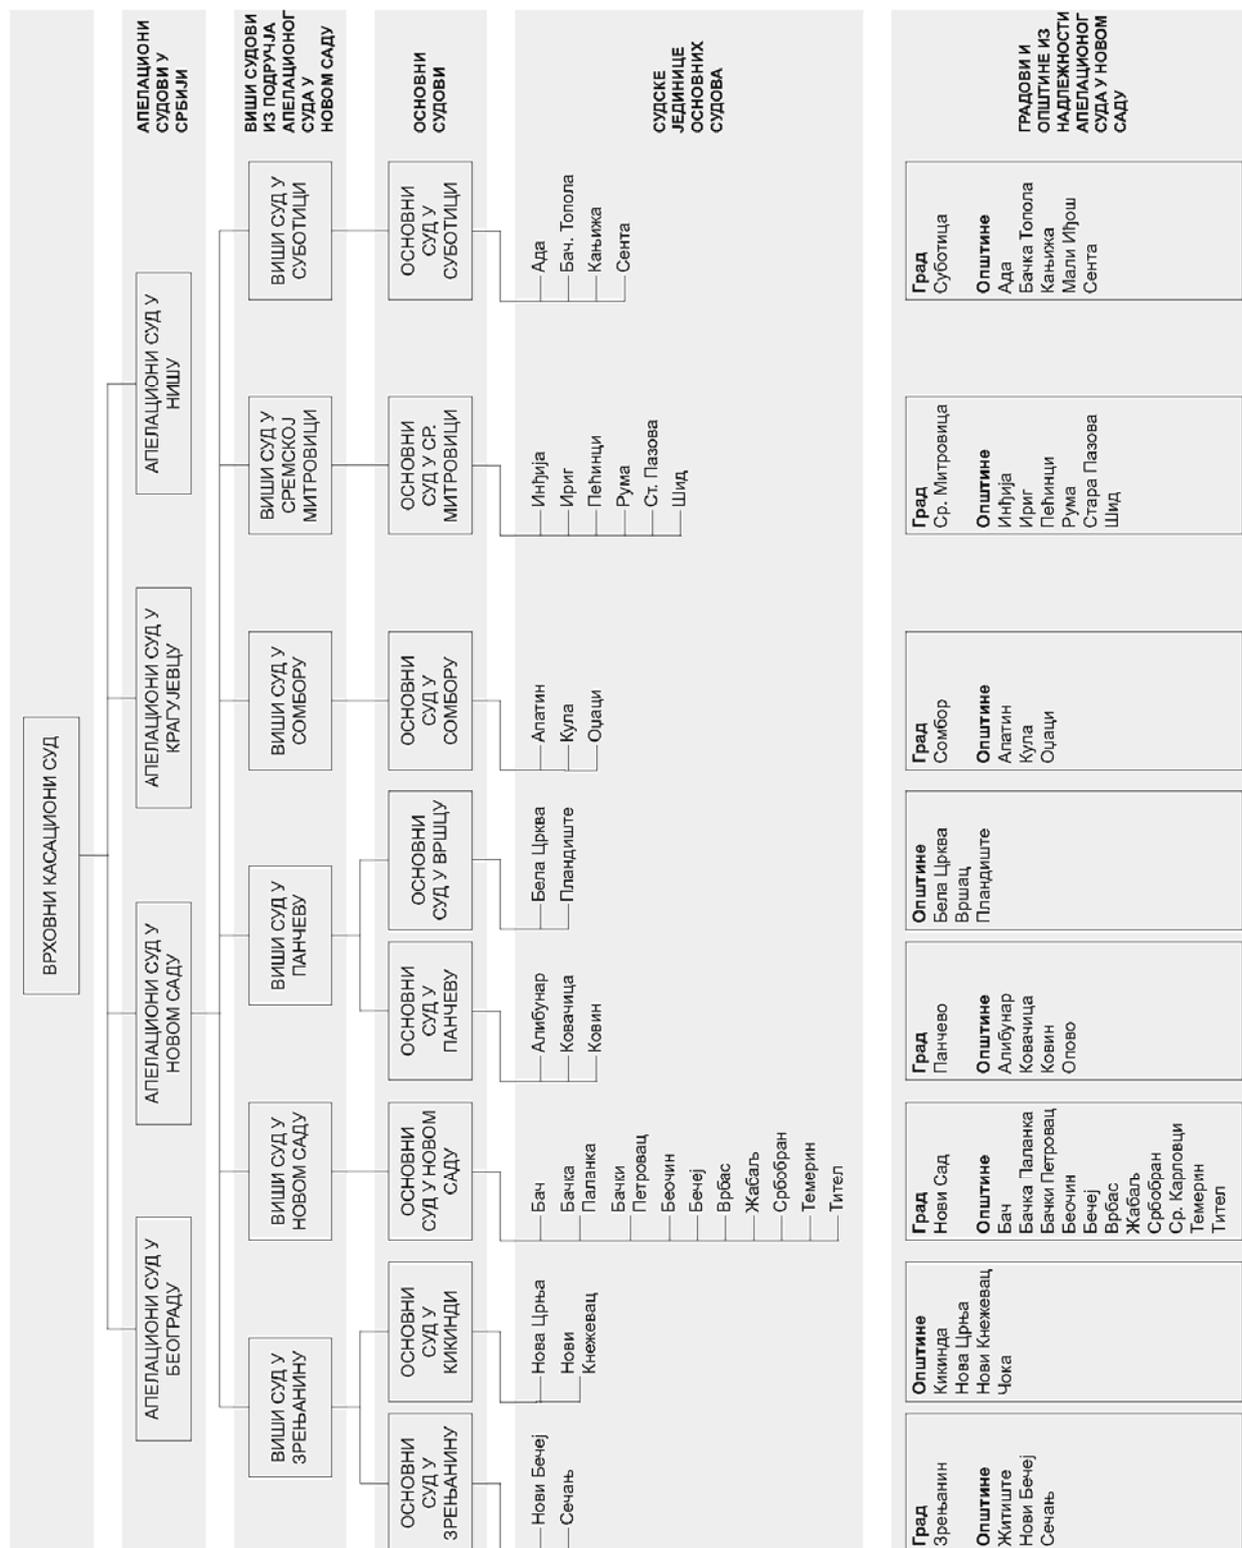 ВРХОВНИ КАСАЦИОНИ СУД
АПЕЛАЦИОНИ СУД У
БЕОГРАДУ
АПЕЛАЦИОНИ СУД У
НОВОМ САДУ
АПЕЛАЦИОНИ СУД У
КРАГУЈЕВЦУ
АПЕЛАЦИОНИ СУД У
НИШУ
АПЕЛАЦИОНИ
СУДОВИ У
СРБИЈИ
ВИШИ СУД У
ЗРЕЊАНИНУ
ВИШИ СУД У
НОВОМ САДУ
ВИШИ СУД У
ПАНЧЕВУ
ВИШИ СУД У
СОМБОРУ
ВИШИ СУД У
СРЕМСКОЈ
МИТРОВИЦИ
ВИШИ СУД У
СУБОТИЦИ
ВИШИ СУДОВИ
ИЗ ПОДРУЧЈА
АПЕЛАЦИОНОГ
СУДА У
НОВОМ САДУ
ОСНОВНИ
СУД У
ЗРЕЊАНИНУ
ОСНОВНИ
СУД У
КИКИНДИ
ОСНОВНИ
СУД У НОВОМ
САДУ
ОСНОВНИ
СУД У
ПАНЧЕВУ
ОСНОВНИ
СУД У ВРШЦУ
ОСНОВНИ
СУД У
СОМБОРУ
ОСНОВНИ
СУД У СР.
МИТРОВИЦИ
ОСНОВНИ
СУД У
СУБОТИЦИ
ОСНОВНИ
СУДОВИ
Нови Бечеј
Сечањ
Нова Црња
Нови
Кнежевац
Бач
Бачка
Паланка
Бачки
Петровац
Беочин
Бечеј
Врбас
Жабаљ
Србобран
Темерин
Тител
Алибунар
Ковачица
Ковин
Бела Црква
Пландиште
Апатин
Кула
Оџаци
Инђија
Ириг
Пећинци
Рума
Ст. Пазова
Шид
Ада
Бач. Топола
Кањижа
Сента
СУДСКЕ
ЈЕДИНИЦЕ
ОСНОВНИХ
СУДОВА
Град
Зрењанин
Општине
Житиште
Нови Бечеј
Сечањ
Општине
Кикинда
Нова Црња
Нови Кнежевац
Чока
Град
Нови Сад
Општине
Бач
Бачка Паланка
Бачки Петровац
Беочин
Бечеј
Врбас
Жабаљ
Србобран
Ср. Карловци
Темерин
Тител
Град
Панчево
Општине
Алибунар
Ковачица
Ковин
Опово
Општине
Бела Црква
Вршац
Пландиште
Град
Сомбор
Општине
Апатин
Кула
Оџаци
Град
Ср. Митровица
Општине
Инђија
Ириг
Пећинци
Рума
Стара Пазова
Шид
Град
Суботица
Општине
Ада
Бачка Топола
Кањижа
Мали Иђош
Сента
ГРАДОВИ И
ОПШТИНЕ ИЗ
НАДЛЕЖНОСТИ
АПЕЛАЦИОНОГ
СУДА У НОВОМ
САДУ